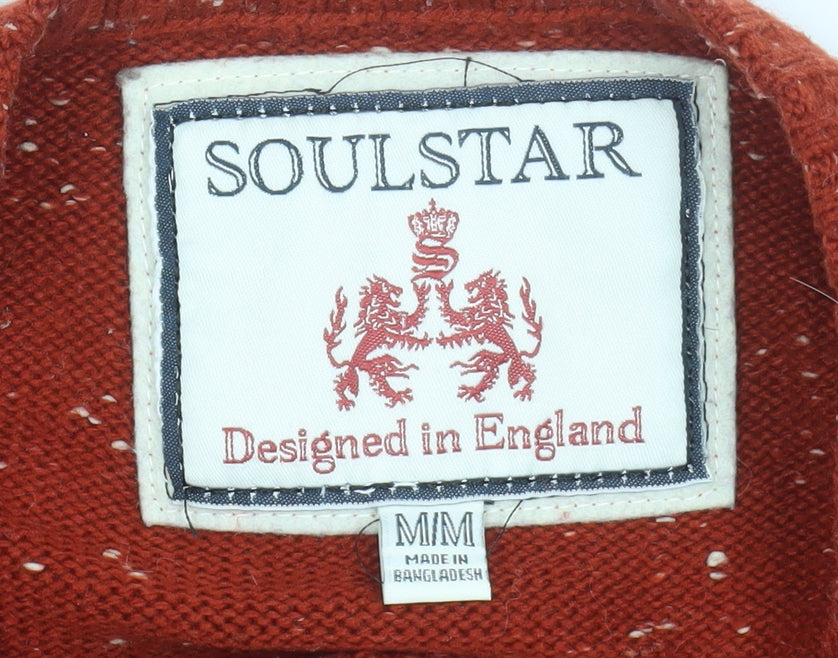 SOULSTAR
S
Designed in England
M/M
MADE IN
BANGLADESH